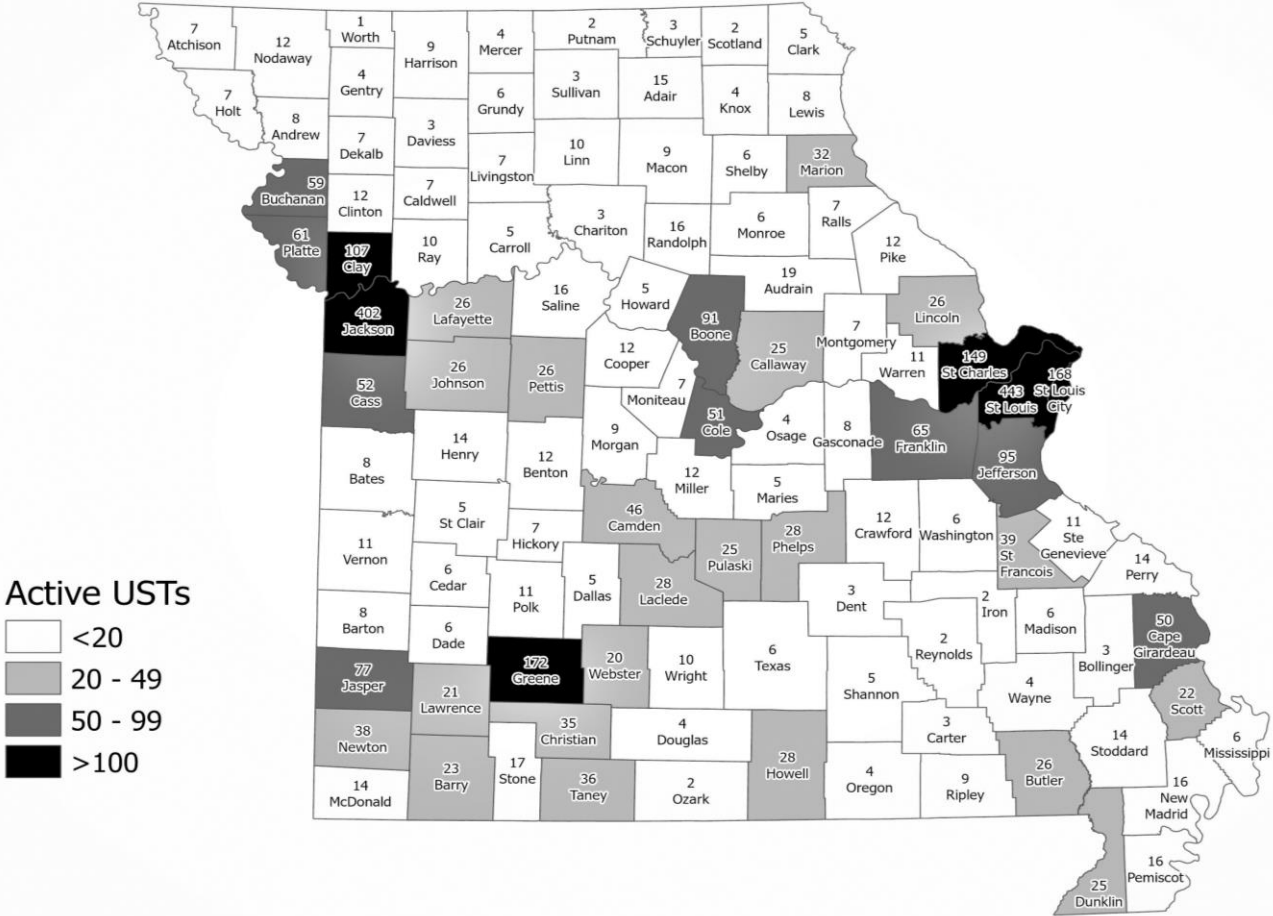 7
Atchison
12
Nodaway
1
Worth
9
Harrison
4
Mercer
2
Putnam
3
Schuyler
2
Scotland
5
Clark
7
Holt
8
Andrew
4
Gentry
6
Grundy
3
Sullivan
15
Adair
4
Knox
8
Lewis
7
Dekalb
3
Daviess
7
Livingston
10
Linn
9
Macon
6
Shelby
32
Marion
59
Buchanan
12
Clinton
7
Caldwell
3
Chariton
16
Randolph
6
Monroe
7
Ralls
61
Platte
107
Clay
10
Ray
5
Carroll
19
Audrain
12
Pike
402
Jackson
26
Lafayette
16
Saline
5
Howard
91
Boone
25
Callaway
7
Montgomery
26
Lincoln
11
Warren
149
St Charles
168
St Louis
City
443
St Louis
52
Cass
26
Johnson
26
Pettis
12
Cooper
7
Moniteau
51
Cole
4
Osage
8
Gasconade
65
Franklin
95
Jefferson
8
Bates
14
Henry
12
Benton
9
Morgan
12
Miller
5
Maries
11
Vernon
5
St Clair
7
Hickory
46
Camden
25
Pulaski
28
Phelps
12
Crawford
6
Washington
39
St
Francois
11
Ste
Genevieve
14
Perry
6
Cedar
11
Polk
5
Dallas
28
Laclede
3
Dent
2
Iron
6
Madison
50
Cape
Girardeau
8
Barton
6
Dade
172
Greene
20
Webster
10
Wright
6
Texas
5
Shannon
2
Reynolds
4
Wayne
3
Bollinger
22
Scott
77
Jasper
21
Lawrence
35
Christian
4
Douglas
3
Carter
14
Stoddard
6
Mississippi
38
Newton
23
Barry
17
Stone
36
Taney
2
Ozark
28
Howell
4
Oregon
9
Ripley
26
Butler
16
New
Madrid
14
McDonald
25
Dunklin
16
Pemiscot
Active USTs
<20
20 - 49
50 - 99
>100